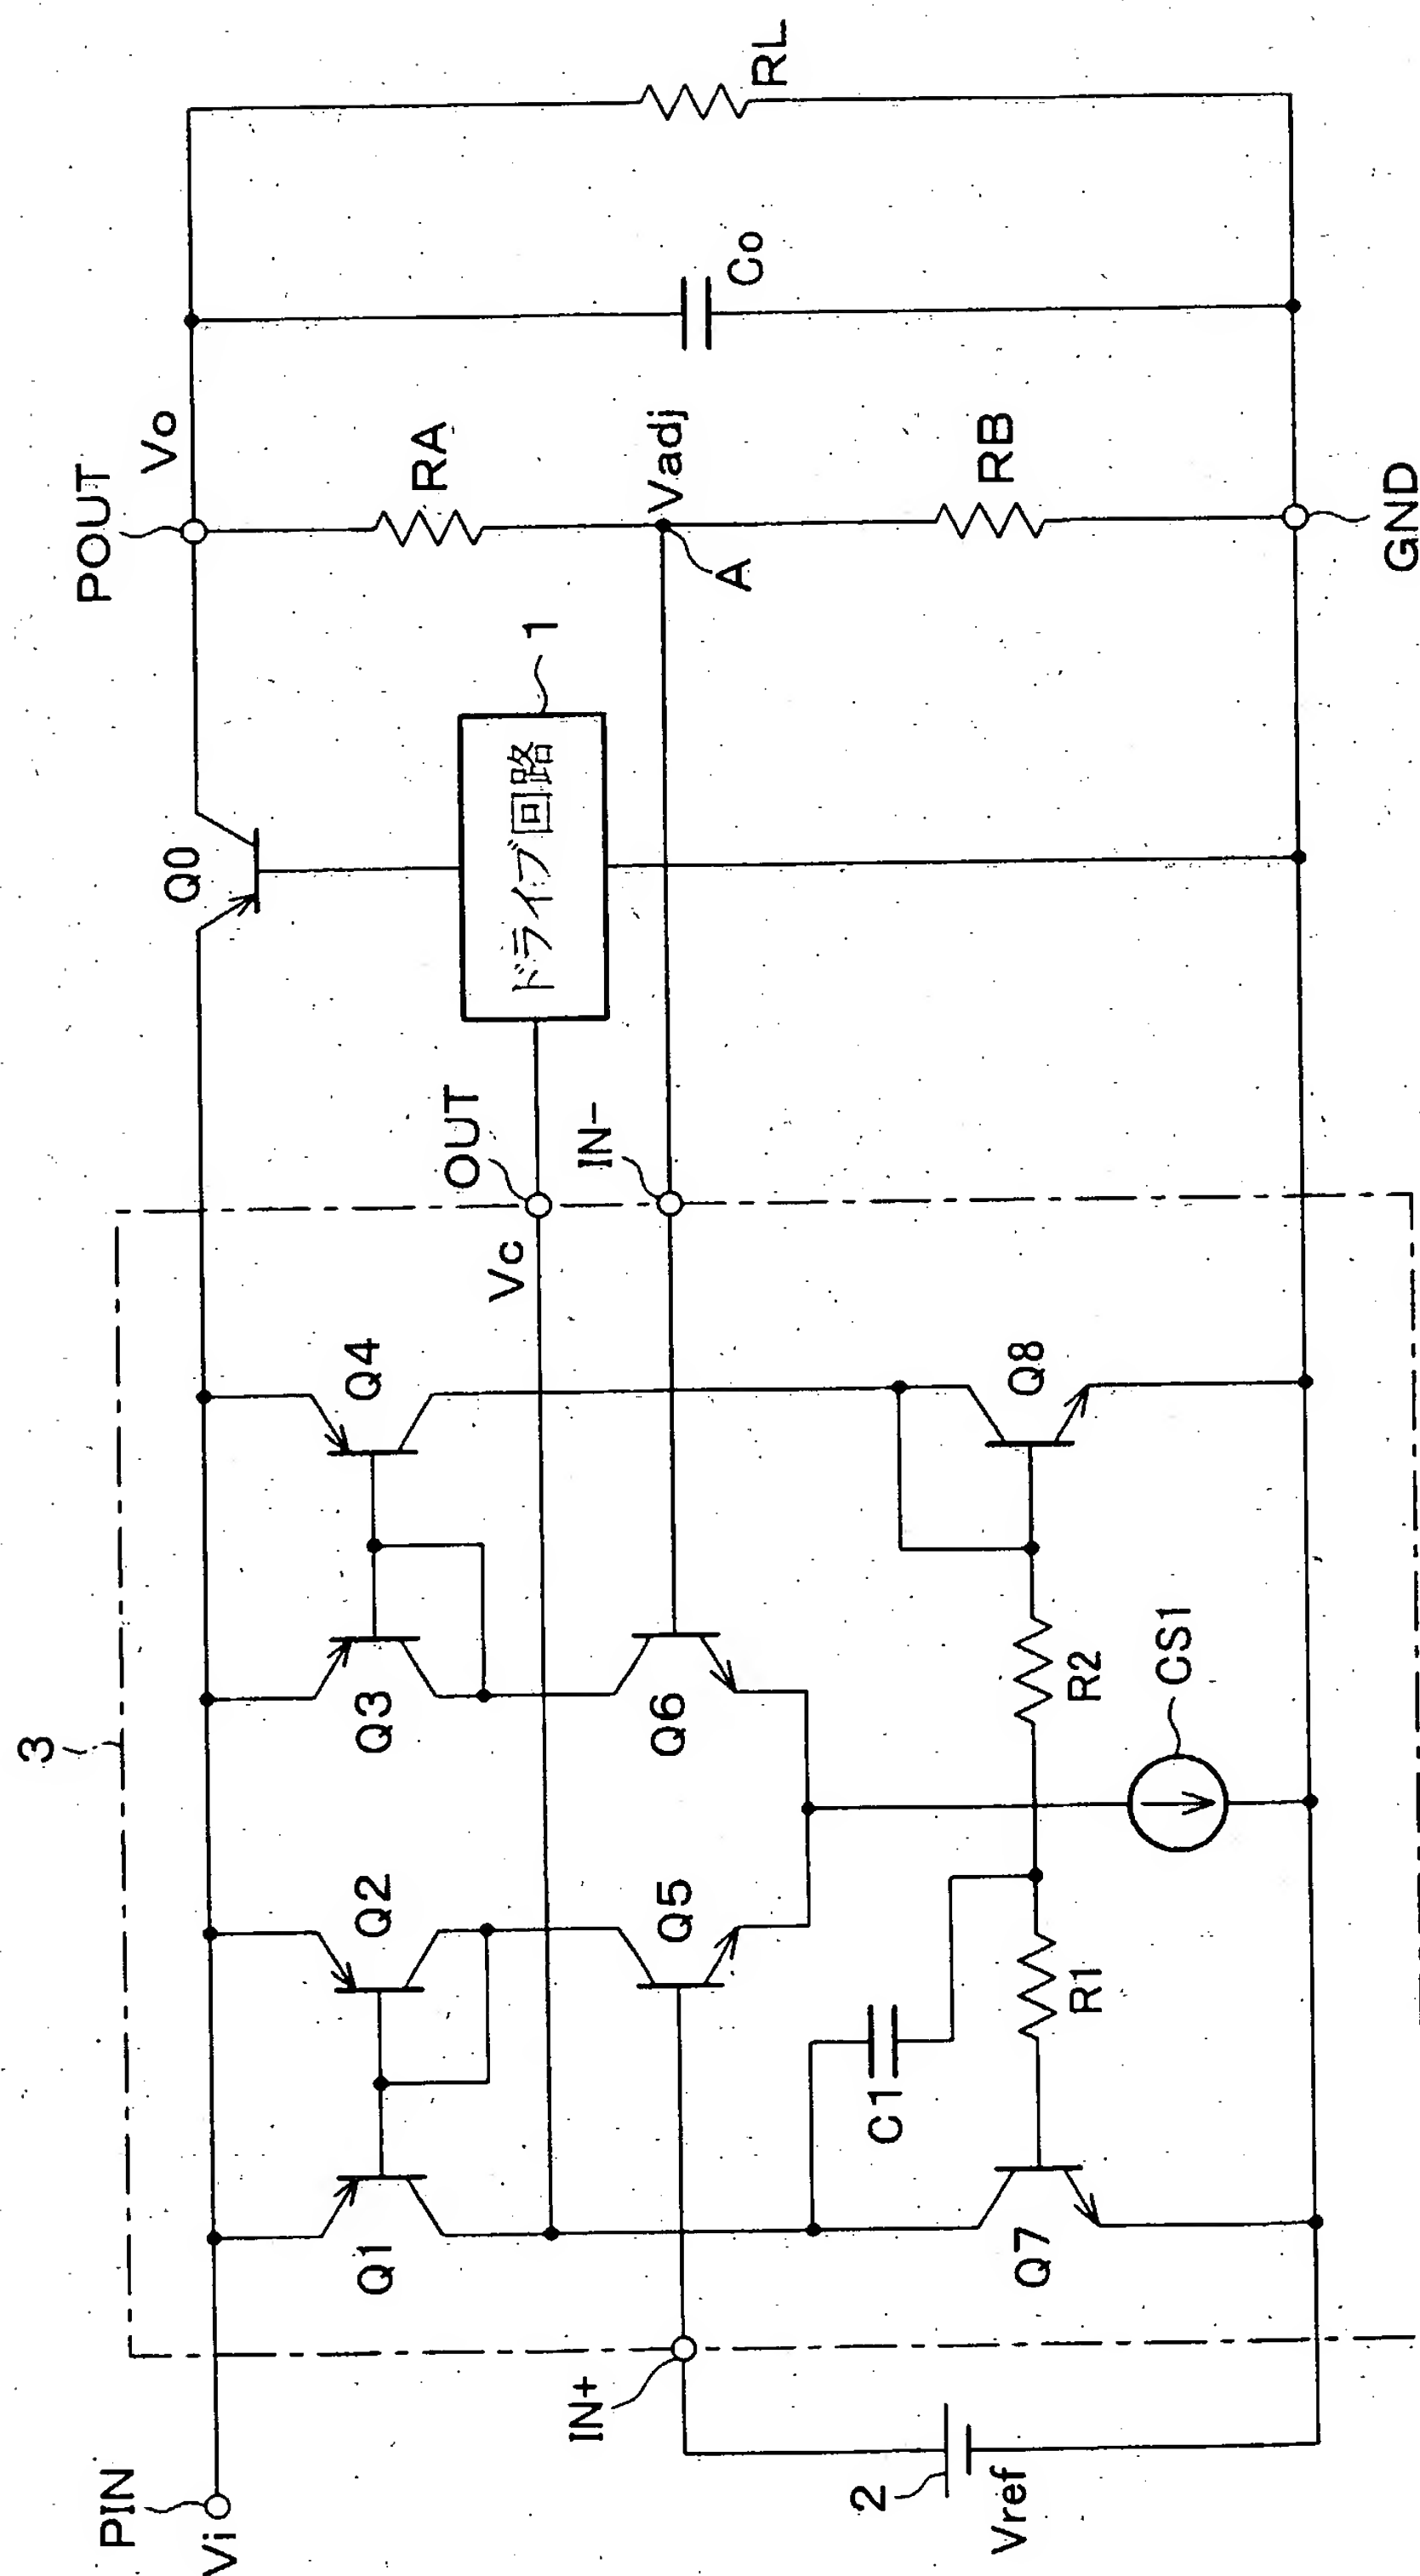 3
PIN
Vi
Q0
POUT
Vo
Q1
Q2
Q3
Q4
OUT
Vc
ドライブ回路
1
RA
Co
RL
IN+
Q5
Q6
IN-
Vadj
A
2
Vref
C1
Q7
R1
R2
Q8
CS1
RB
GND